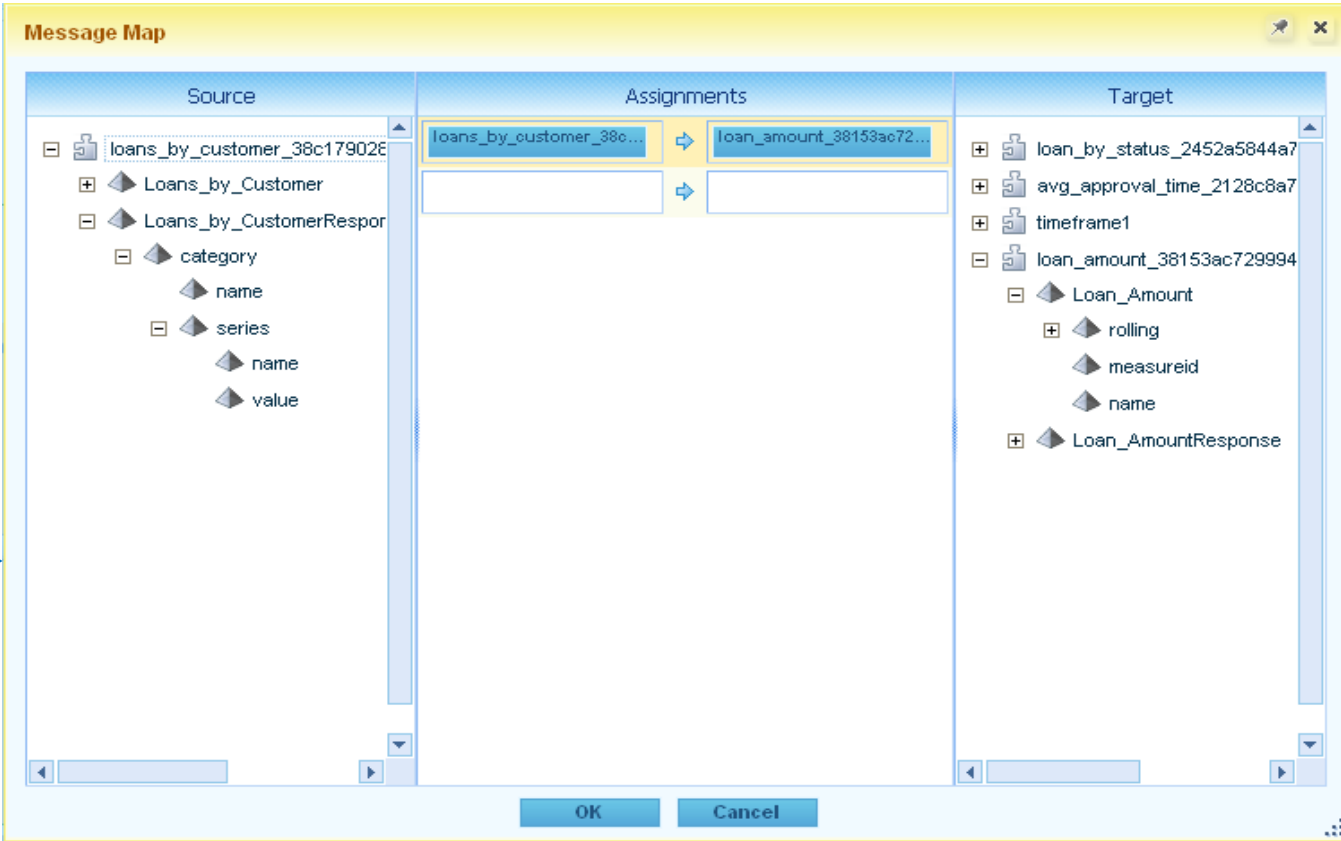 Message Map
Source
Assignments
Target
loans_by_customer_38c179028
Loans_by_Customer
Loans_by_CustomerRespor
category
name
series
name
value
loans_by_customer_38c...
loan_amount_38153ac72...
loan_by_status_2452a5844a7
avg_approval_time_2128c8a7
timeframe1
loan_amount_38153ac729994
Loan_Amount
rolling
measureid
name
Loan_AmountResponse
OK
Cancel